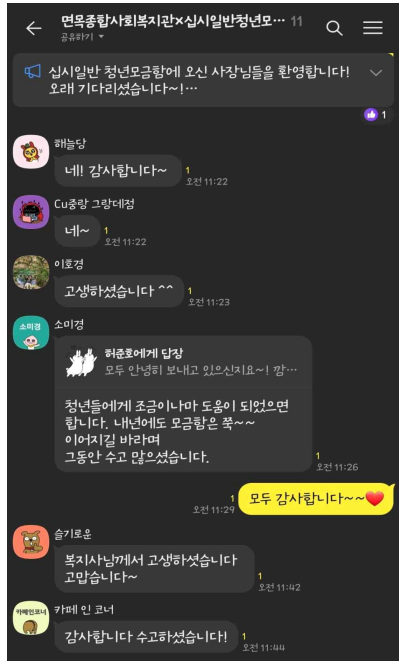 면목종합사회복지관×십시일반청년모··· 11
공유하기
십시일반 청년모금함에 오신 사장님들을 환영합니다!
오래 기다리셨습니다~!···
1
해늘당
네! 감사합니다~
1
오전 11:22
Cu중랑 그랑데점
네~
1
오전 11:22
이호경
고생하셨습니다 ^^
1
오전 11:23
소미경
소미경
허준호에게 답장
모두 안녕히 보내고 있으신지요~! 깜···
청년들에게 조금이나마 도움이 되었으면
합니다. 내년에도 모금함은 쭉~~
이어지길 바라며
그동안 수고 많으셨습니다.
1
오전 11:26
모두 감사합니다~~❤️
1
오전 11:29
슬기로운
복지사님께서 고생하셧습니다
고맙습니다~
1
오전 11:42
카페인코너
카페 인 코너
감사합니다 수고하셨습니다!
1
오전 11:44